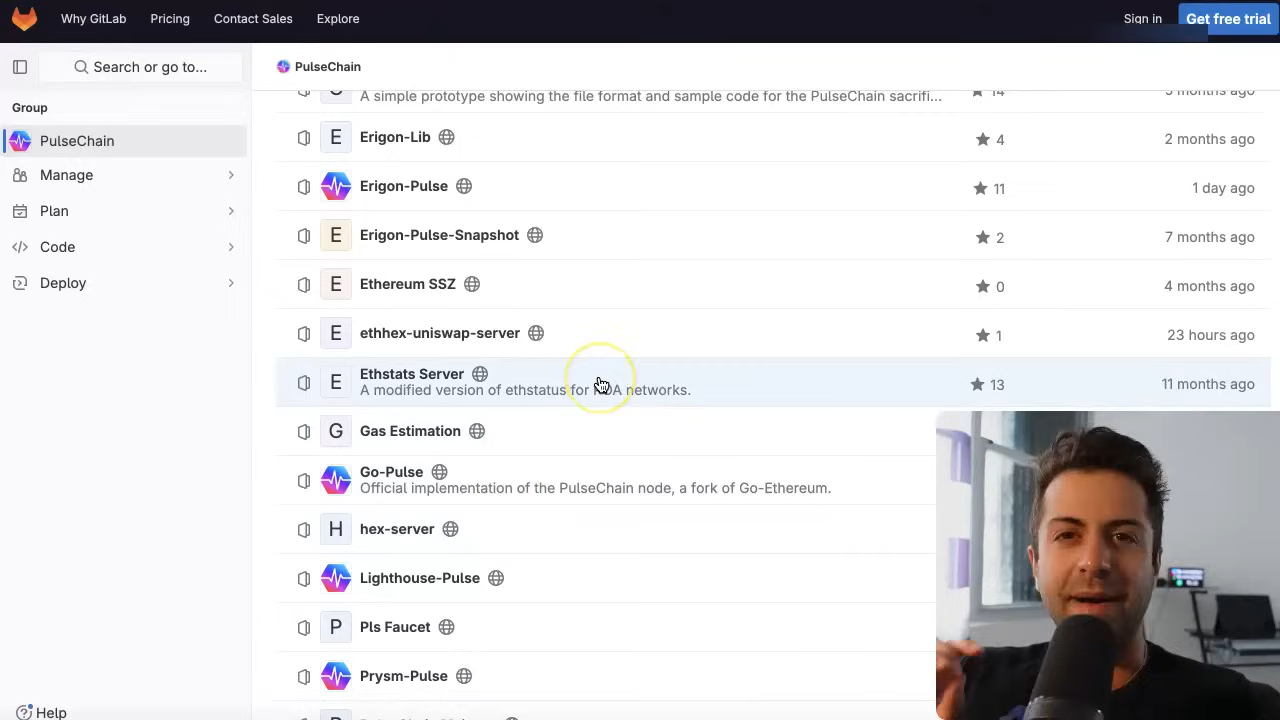 Why GitLab Pricing Contact Sales Explore Sign in Get free trial
Search or go to...
PulseChain
Group
PulseChain
Manage
Plan
Code
Deploy
Help
A simple prototype showing the file format and sample code for the PulseChain sacrifi... 14 5 months ago
E Erigon-Lib 4 2 months ago
Erigon-Pulse 11 1 day ago
E Erigon-Pulse-Snapshot 2 7 months ago
E Ethereum SSZ 0 4 months ago
E ethhex-uniswap-server 1 23 hours ago
E Ethstats Server 13 11 months ago
A modified version of ethstatus for networks.
G Gas Estimation
Go-Pulse
Official implementation of the PulseChain node, a fork of Go-Ethereum.
H hex-server
Lighthouse-Pulse
P Pls Faucet
Prysm-Pulse